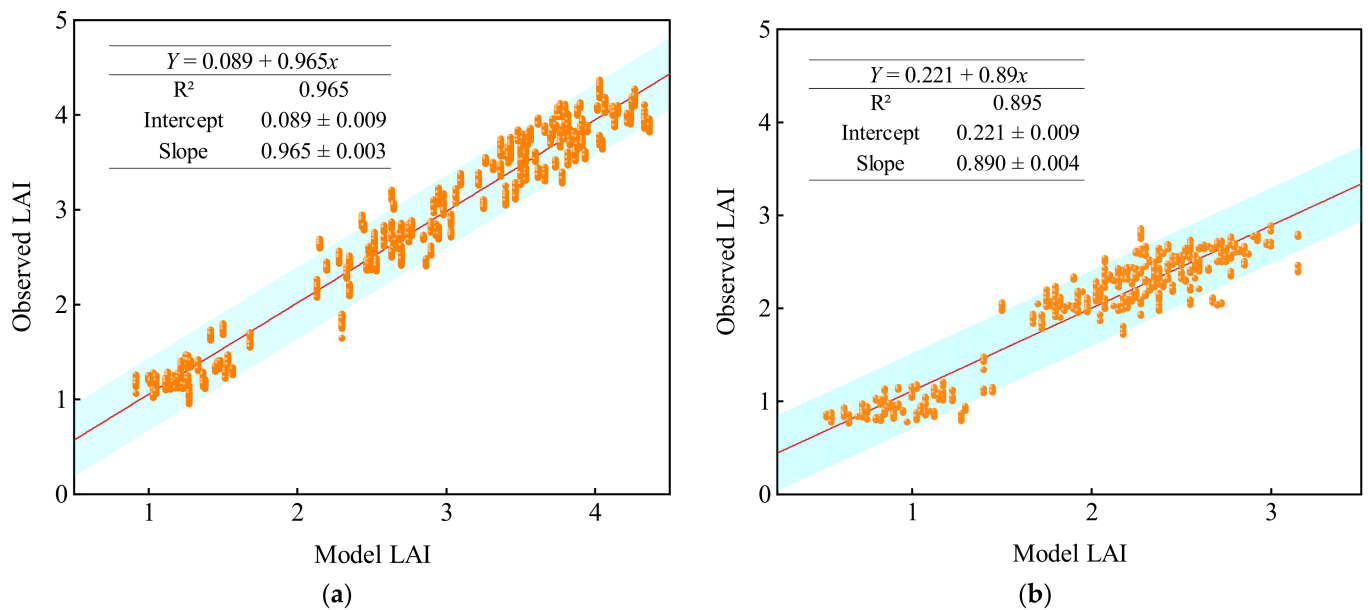 5
4
3
2
1
0
Observed LAI
Y = 0.089 + 0.965x
R² 0.965
Intercept 0.089 ± 0.009
Slope 0.965 ± 0.003
1 2 3 4
Model LAI
(a)
5
4
3
2
1
0
Observed LAI
Y = 0.221 + 0.89x
R² 0.895
Intercept 0.221 ± 0.009
Slope 0.890 ± 0.004
1 2 3
Model LAI
(b)